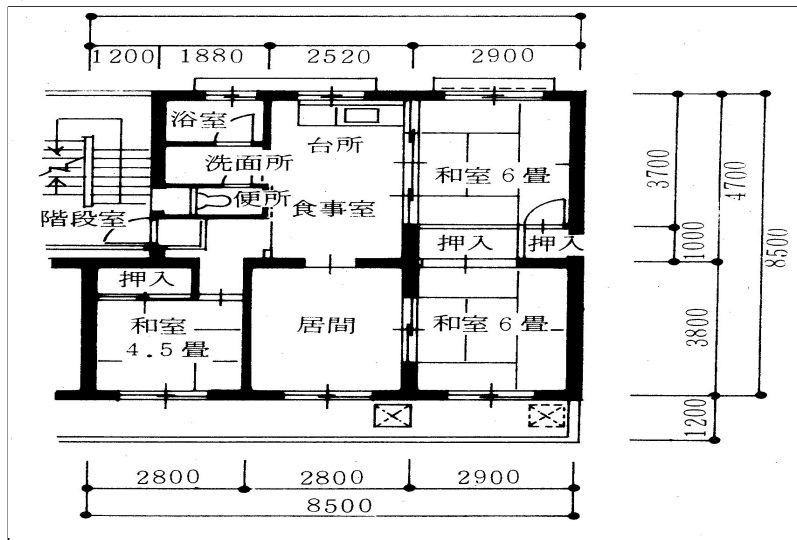 1200 1880 2520 2900
浴室
台所
洗面所
和室6畳
便所
食事室
階段室
押入 押入
押入
和室
4.5畳
居間
和室6畳
3700
1000
4700
3800
8500
1200
2800 2800 2900
8500